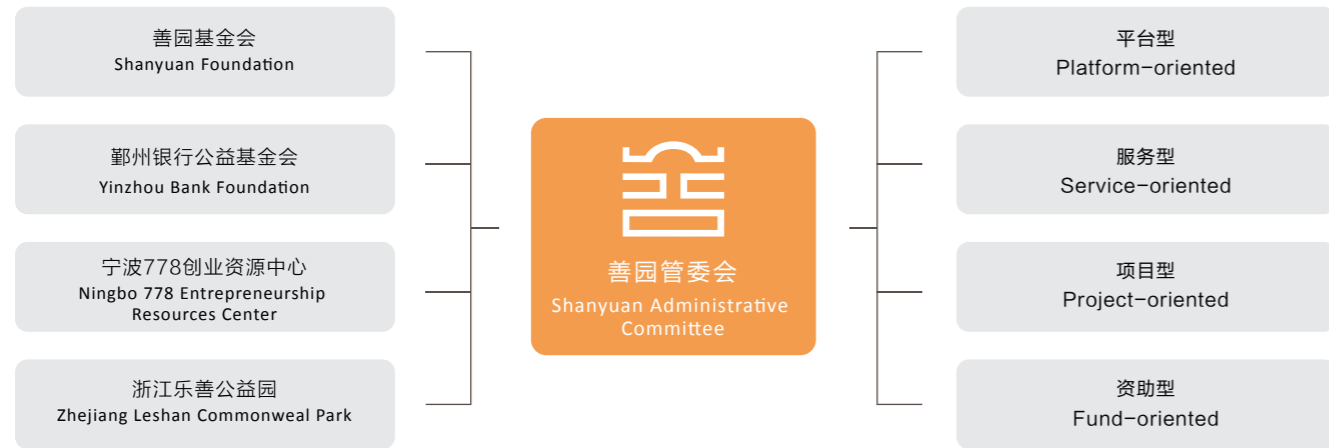 善园基金会
Shanyuan Foundation
鄞州银行公益基金会
Yinzhou Bank Foundation
宁波778创业资源中心
Ningbo 778 Entrepreneurship
Resources Center
浙江乐善公益园
Zhejiang Leshan Commonweal Park
善园管委会
Shanyuan Administrative
Committee
平台型
Platform-oriented
服务型
Service-oriented
项目型
Project-oriented
资助型
Fund-oriented